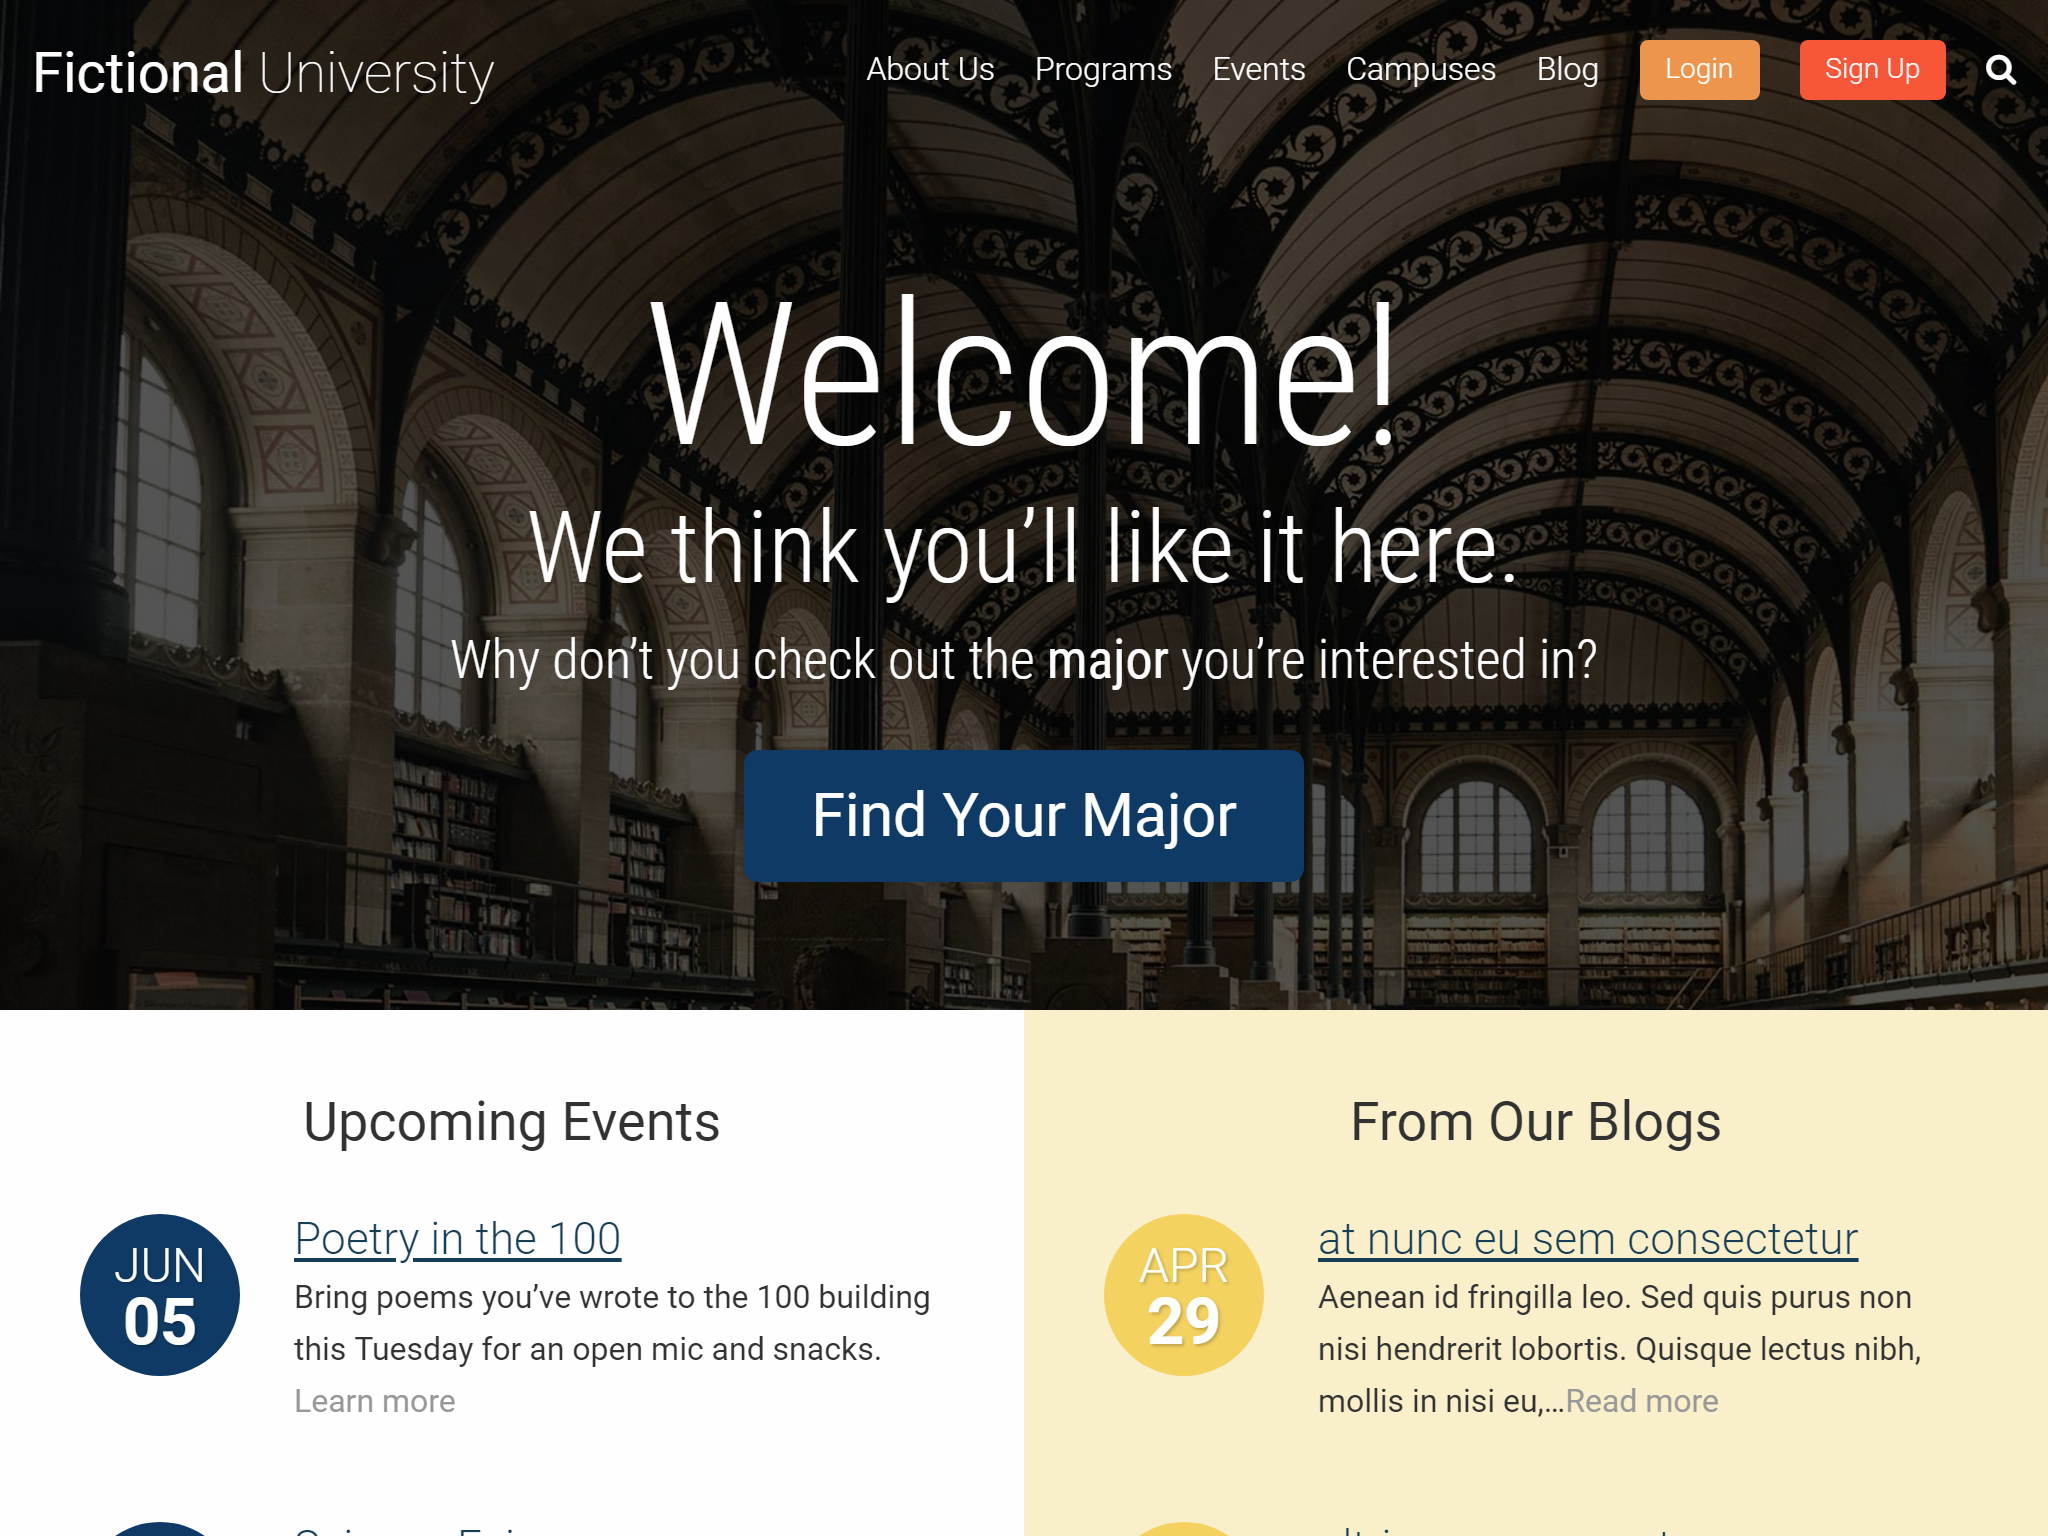 Fictional University
About Us Programs Events Campuses Blog Login Sign Up
Welcome!
We think you’ll like it here.
Why don’t you check out the major you’re interested in?
Find Your Major
Upcoming Events
JUN
05
Poetry in the 100
Bring poems you’ve wrote to the 100 building
this Tuesday for an open mic and snacks.
Learn more
From Our Blogs
APR
29
at nunc eu sem consectetur
Aenean id fringilla leo. Sed quis purus non
nisi hendrerit lobortis. Quisque lectus nibh,
mollis in nisi eu,…Read more